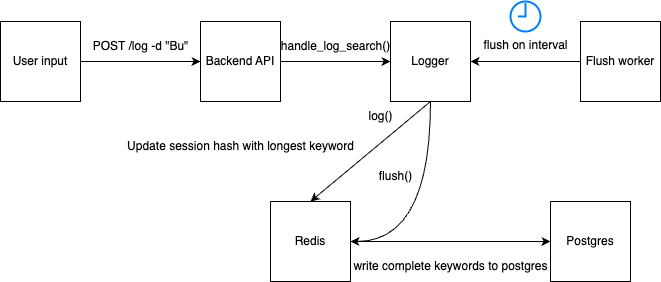 POST /log -d "Bu"
handle_log_search()
flush on interval
User input
Backend API
Logger
Flush worker
log()
Update session hash with longest keyword
flush()
Redis
Postgres
write complete keywords to postgres